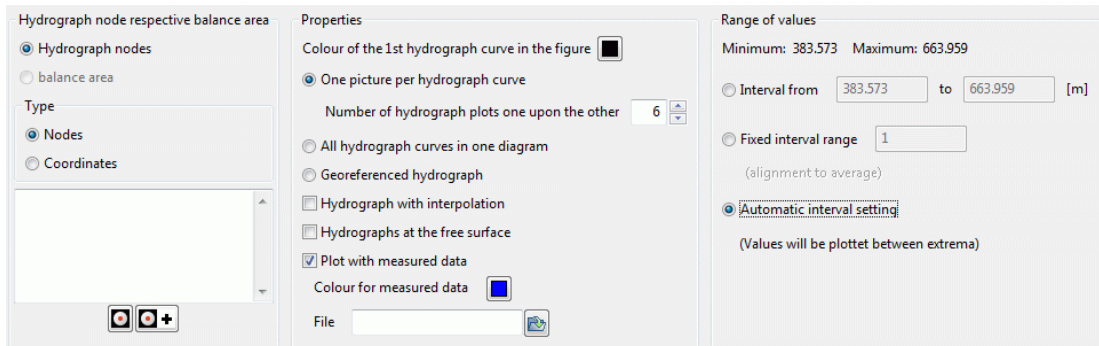 Hydrograph node respective balance area
Hydrograph nodes
balance area
Type
Nodes
Coordinates
Properties
Colour of the 1st hydrograph curve in the figure
One picture per hydrograph curve
Number of hydrograph plots one upon the other 6
All hydrograph curves in one diagram
Georeferenced hydrograph
Hydrograph with interpolation
Hydrographs at the free surface
Plot with measured data
Colour for measured data
File
Range of values
Minimum: 383.573 Maximum: 663.959
Interval from 383.573 to 663.959 [m]
Fixed interval range 1
(alignment to average)
Automatic interval setting
(Values will be plottet between extrema)